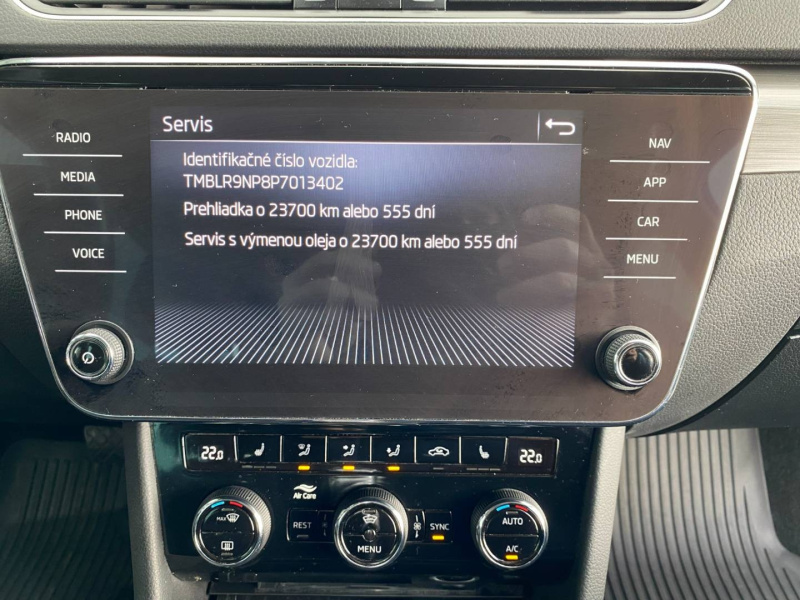 Servis
RADIO
MEDIA
PHONE
VOICE
Identifikačné číslo vozidla:
TMBLR9NP8P7013402
Prehliadka o 23700 km alebo 555 dní
Servis s výmenou oleja o 23700 km alebo 555 dní
NAV
APP
CAR
MENU
22.0
22.0
Air Care
MAX
REST
MENU
SYNC
AUTO
A/C